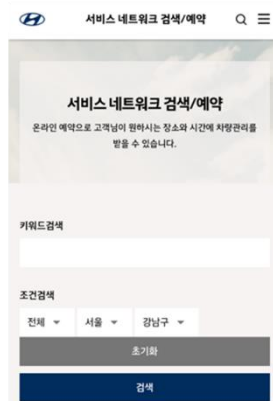 서비스 네트워크 검색/예약
서비스 네트워크 검색/예약
온라인 예약으로 고객님이 원하시는 장소와 시간에 차량관리를
받을 수 있습니다.
키워드검색
조건검색
전체 서울 강남구
초기화
검색